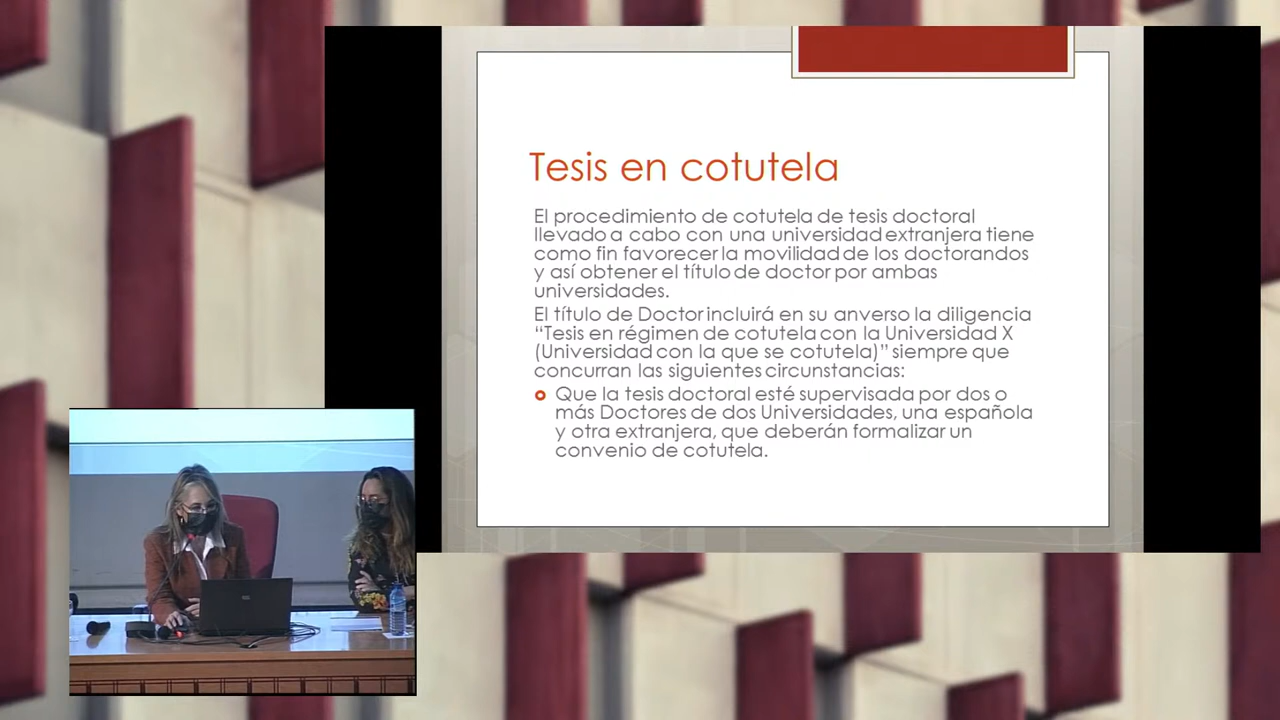 Tesis en cotutela
El procedimiento de cotutela de tesis doctoral
llevado a cabo con una universidad extranjera tiene
como fin favorecer la movilidad de los doctorandos
y así obtener el título de doctor por ambas
universidades.
El título de Doctor incluirá en su anverso la diligencia
“Tesis en régimen de cotutela con la Universidad X
(Universidad con la que se cotutela)” siempre que
concurran las siguientes circunstancias:
Que la tesis doctoral esté supervisada por dos o
más Doctores de dos Universidades, una española
y otra extranjera, que deberán formalizar un
convenio de cotutela.